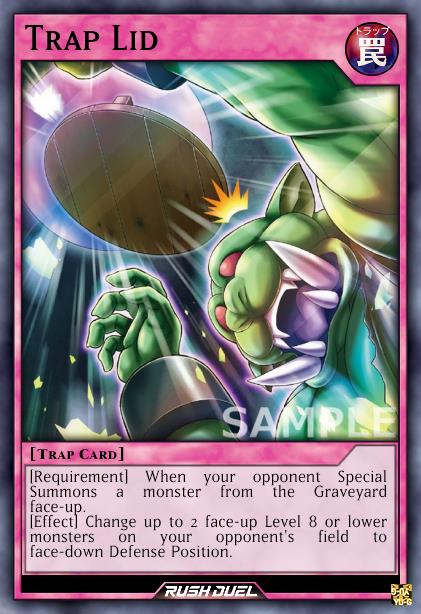 Trap Lid
トラップ
罠
SAMPLE
[Trap Card]
[Requirement] When your opponent Special
Summons a monster from the Graveyard
face-up.
[Effect] Change up to 2 face-up Level 8 or lower
monsters on your opponent's field to
face-down Defense Position.
RUSH DUEL